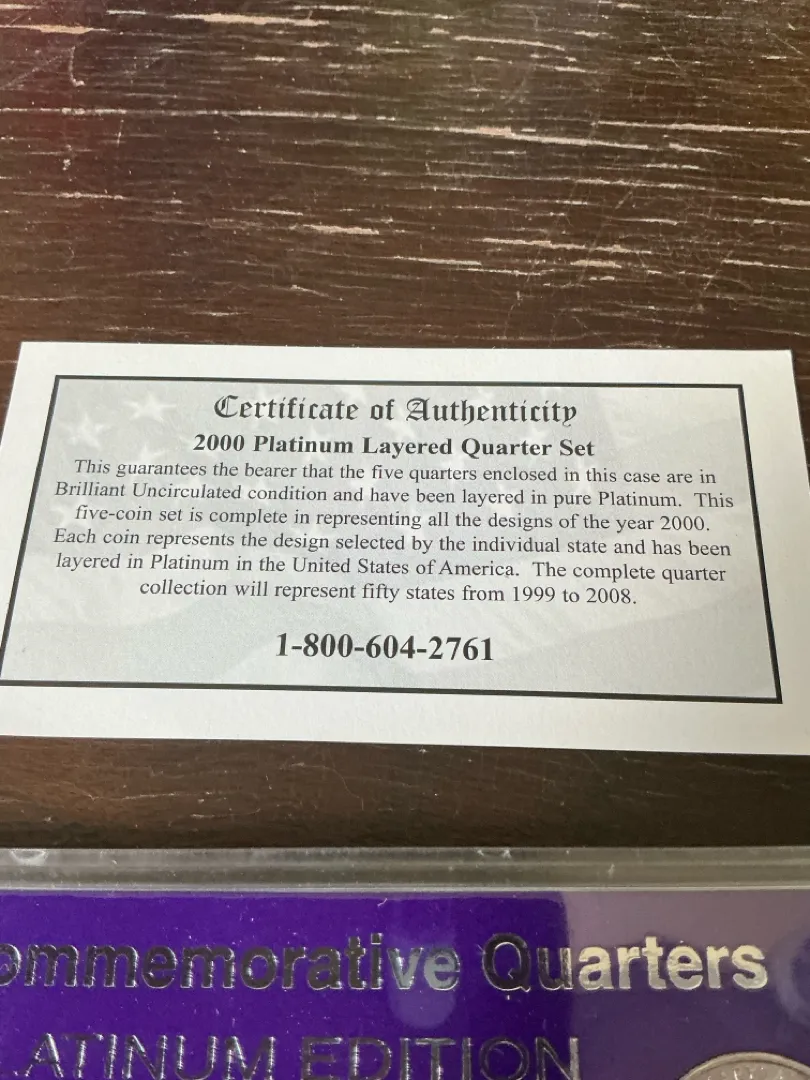 Certificate of Authenticity
2000 Platinum Layered Quarter Set
This guarantees the bearer that the five quarters enclosed in this case are in
Brilliant Uncirculated condition and have been layered in pure Platinum. This
five-coin set is complete in representing all the designs of the year 2000.
Each coin represents the design selected by the individual state and has been
layered in Platinum in the United States of America. The complete quarter
collection will represent fifty states from 1999 to 2008.
1-800-604-2761
ommemorative Quarters
LATINUM EDITION